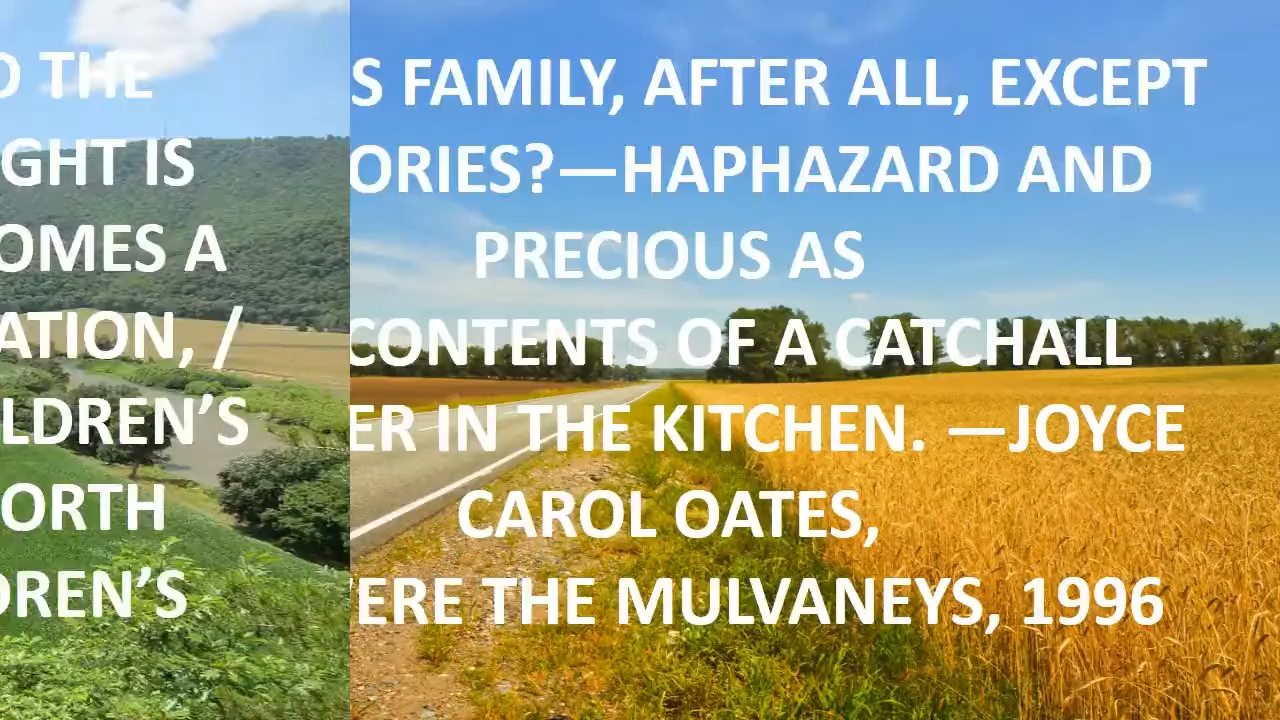 O THE
GHT IS
OMES A
ATION, /
LDREN’S
ORTH
DREN’S
S FAMILY, AFTER ALL, EXCEPT
ORIES?—HAPHAZARD AND
PRECIOUS AS
CONTENTS OF A CATCHALL
ER IN THE KITCHEN. —JOYCE
CAROL OATES,
ERE THE MULVANEYS, 1996